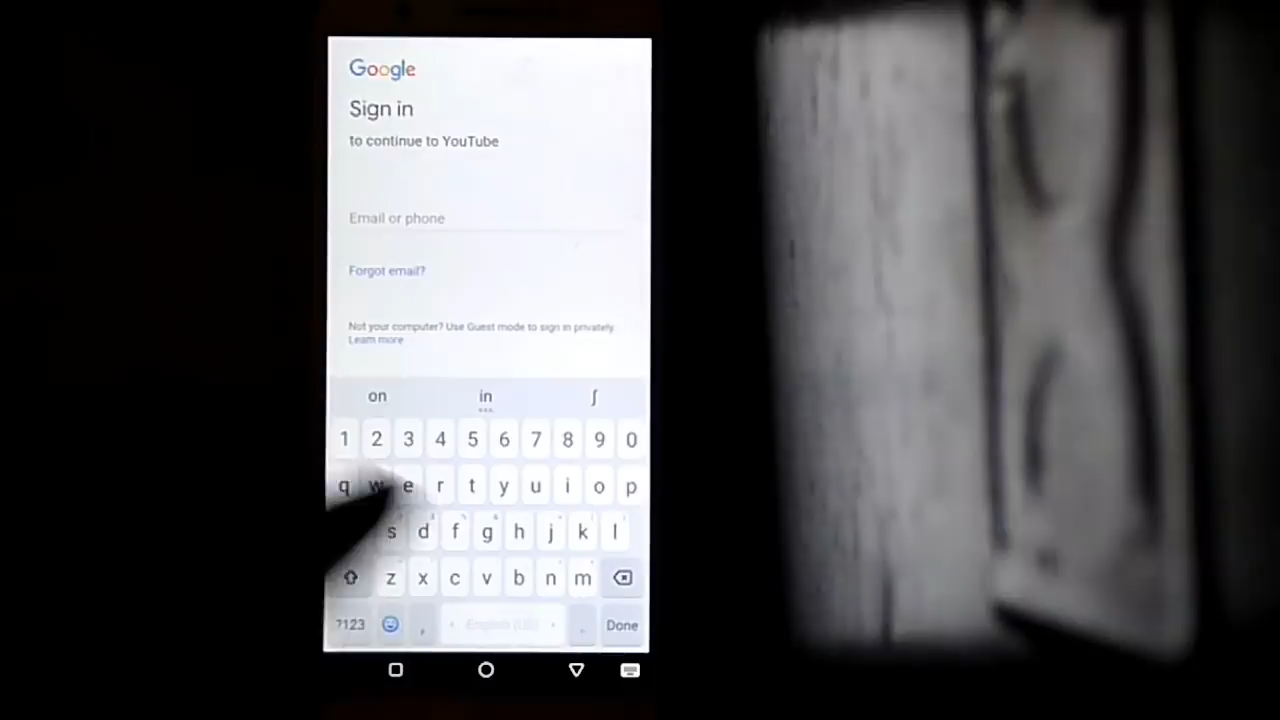 Google
Sign in
to continue to YouTube
Email or phone
Forgot email?
Not your computer? Use Guest mode to sign in privately.
Learn more
on in ∫
1 2 3 4 5 6 7 8 9 0
q w e r t y u i o p
s d f g h j k l
z x c v b n m
?123 , English (US) . Done